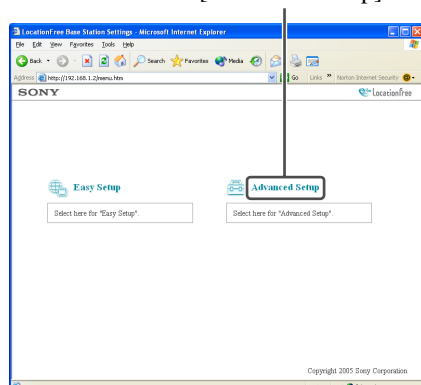 LocationFree Base Station Settings - Microsoft Internet Explorer
File Edit View Favorites Tools Help
Back Search Favorites Media
Address http://192.168.1.2/menu.htm Go Links » Norton Internet Security
SONY LocationFree
Easy Setup Advanced Setup
Select here for "Easy Setup". Select here for "Advanced Setup".
Copyright 2005 Sony Corporation